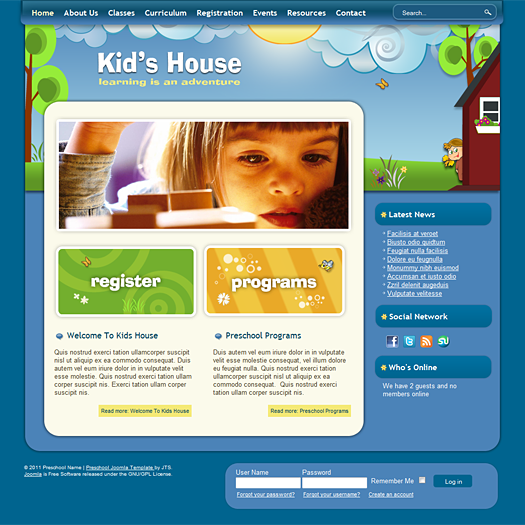 Home About Us Classes Curriculum Registration Events Resources Contact
Search...
Kid's House
learning is an adventure
register
programs
Welcome To Kids House
Quis nostrud exerci tation ullamcorper suscipit
nisl ut aliquip ex ea commodo consequat. Duis
autem vel eum iriure dolor in in vulputate velit
esse molestie. Quis nostrud exerci tation ullam
corper suscipit nis. Exerci tation ullam corper
suscipit nis.
Read more: Welcome To Kids House
Preschool Programs
Duis autem vel eum iriure dolor in in vulputate
velit esse molestie consequat, vel illum dolore
eu feugiat nulla. Quis nostrud exerci tation
ullamcorper suscipit nisl ut aliquip ex ea
commodo consequat. Quis nostrud exerci tation
ullam corper suscipit nis.
Read more: Preschool Programs
Latest News
Facilisis at veroet
Biusto odio quidtum
Feugiat nulla facilisis
Dolore eu feugnulla
Monummy nibh euismod
Accumsan et iusto odio
Zzril delenit augeduis
Vulputate velitesse
Social Network
Who's Online
We have 2 guests and no
members online
© 2011 Preschool Name | Preschool Joomla Template by JTS.
Joomla is Free Software released under the GNU/GPL License.
User Name Password
Remember Me Log in
Forgot your password? Forgot your username? Create an account